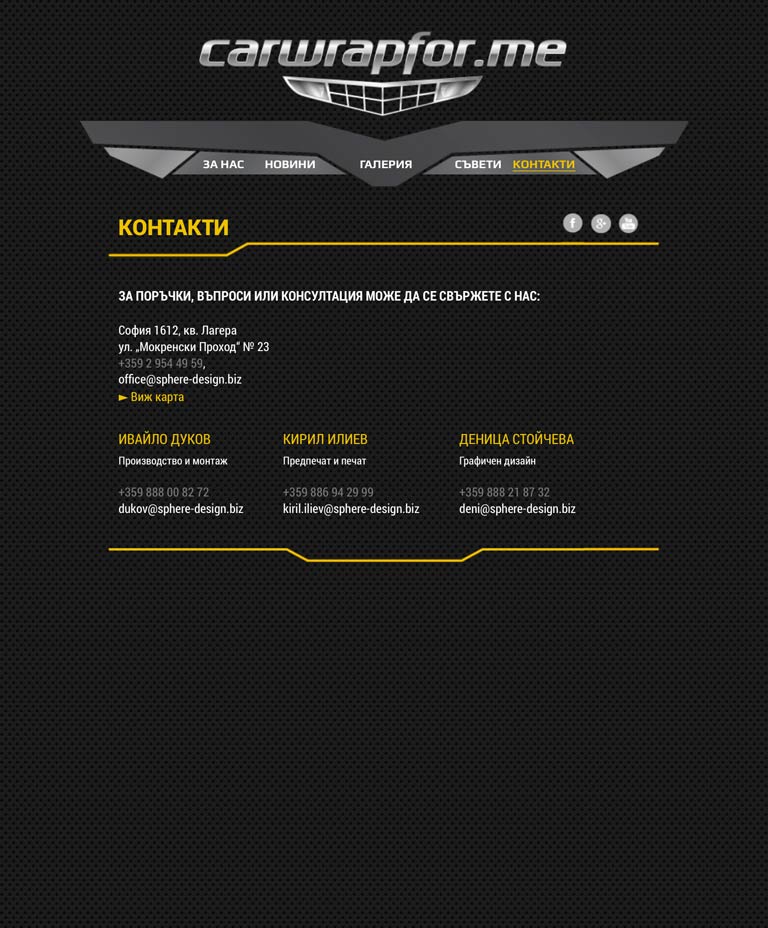 carwrapfor.me
ЗА НАС НОВИНИ ГАЛЕРИЯ СЪВЕТИ КОНТАКТИ
КОНТАКТИ
ЗА ПОРЪЧКИ, ВЪПРОСИ ИЛИ КОНСУЛТАЦИЯ МОЖЕ ДА СЕ СВЪРЖЕТЕ С НАС:
София 1612, кв. Лагера
ул. „Мокренски Проход“ № 23
+359 2 954 49 59,
office@sphere-design.biz
► Виж карта
ИВАЙЛО ДУКОВ
Производство и монтаж
+359 888 00 82 72
dukov@sphere-design.biz
КИРИЛ ИЛИЕВ
Предпечат и печат
+359 886 94 29 99
kiril.iliev@sphere-design.biz
ДЕНИЦА СТОЙЧЕВА
Графичен дизайн
+359 888 21 87 32
deni@sphere-design.biz